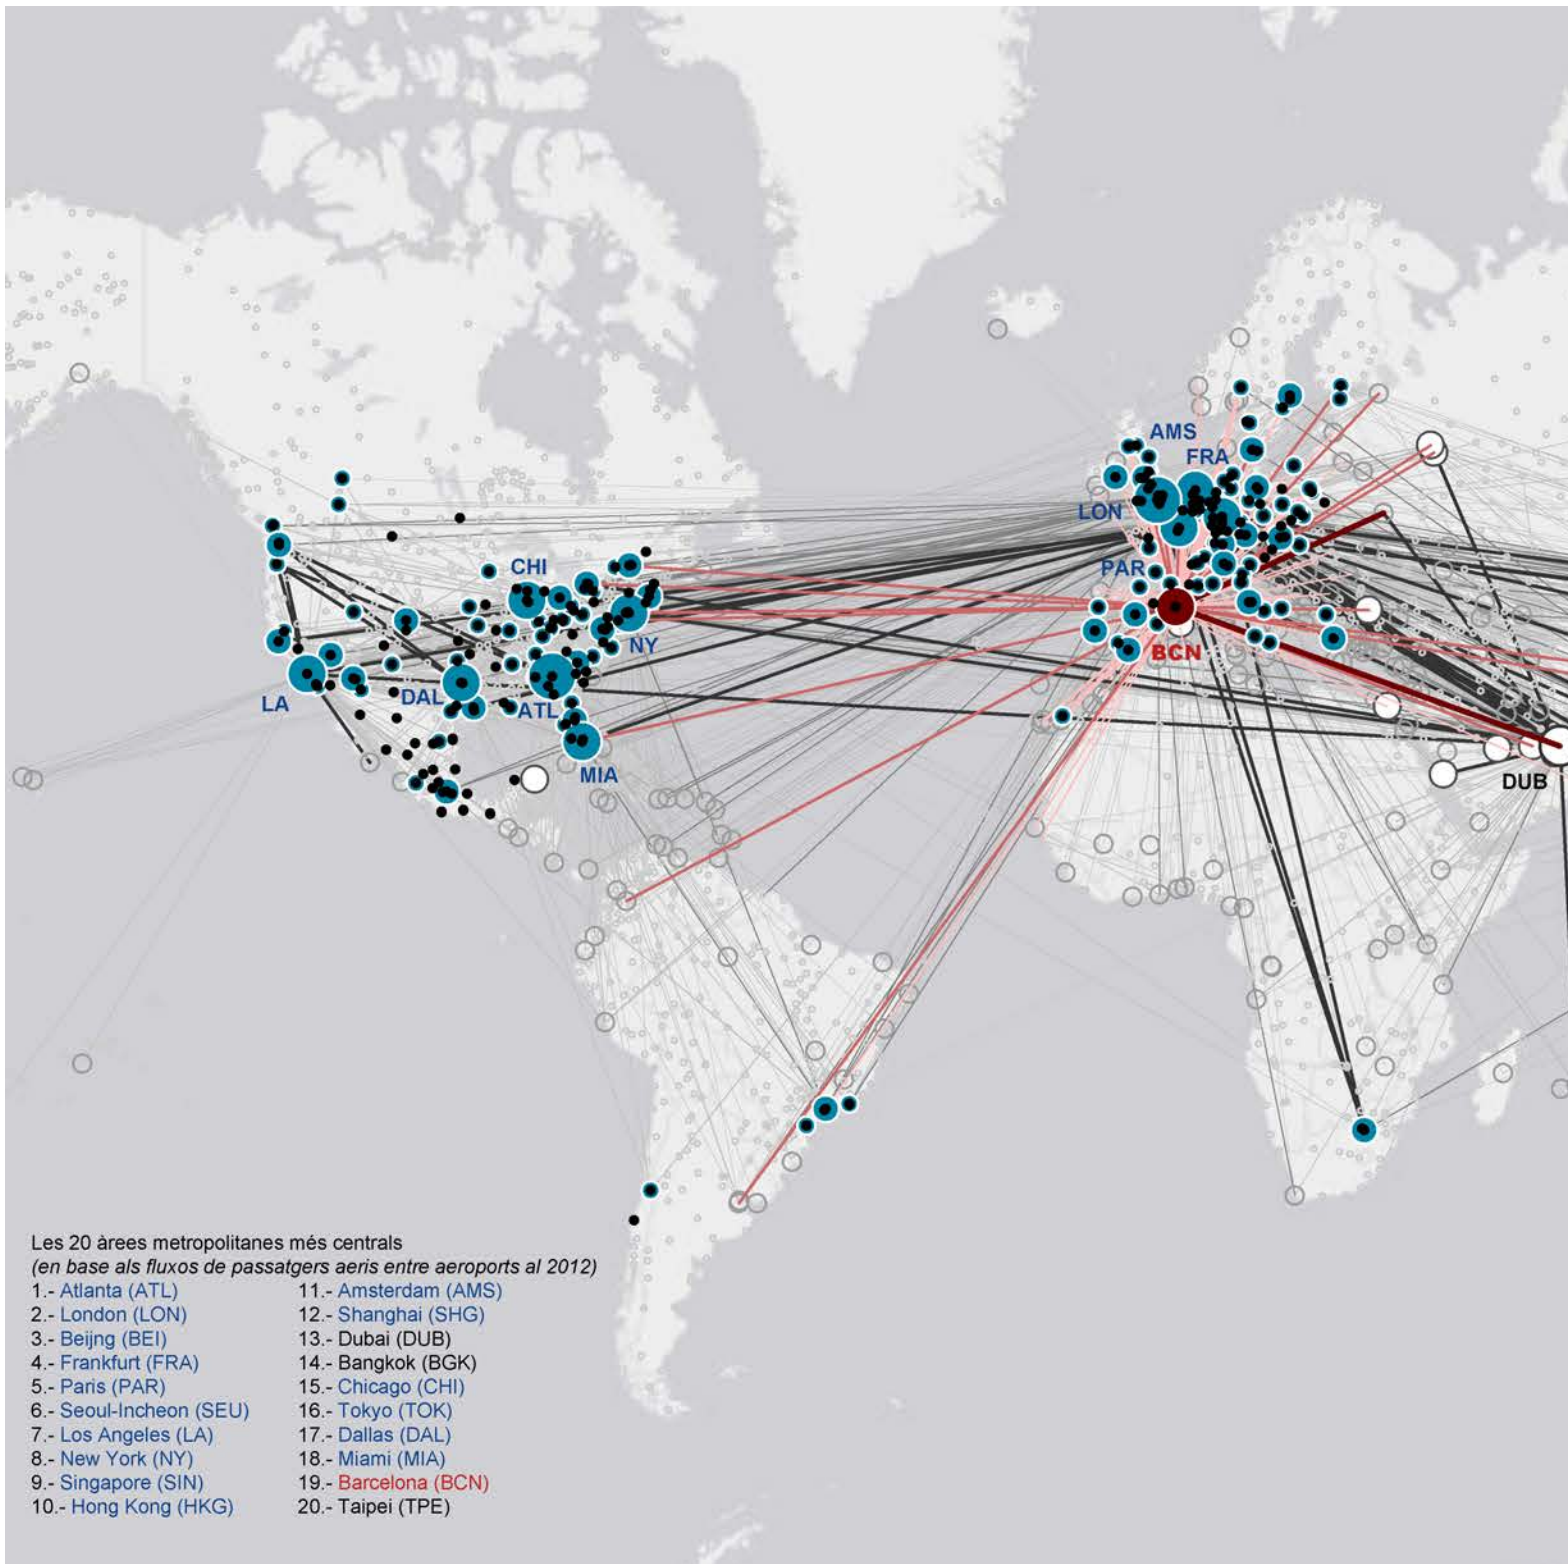 AMS
FRA
LON
CHI
PAR
NY
BCN
LA
DAL
ATL
MIA
DUB
Les 20 àrees metropolitanes més centrals
(en base als fluxos de passatgers aeris entre aeroports al 2012)
1.- Atlanta (ATL)
2.- London (LON)
3.- Beijng (BEI)
4.- Frankfurt (FRA)
5.- Paris (PAR)
6.- Seoul-Incheon (SEU)
7.- Los Angeles (LA)
8.- New York (NY)
9.- Singapore (SIN)
10.- Hong Kong (HKG)
11.- Amsterdam (AMS)
12.- Shanghai (SHG)
13.- Dubai (DUB)
14.- Bangkok (BGK)
15.- Chicago (CHI)
16.- Tokyo (TOK)
17.- Dallas (DAL)
18.- Miami (MIA)
19.- Barcelona (BCN)
20.- Taipei (TPE)